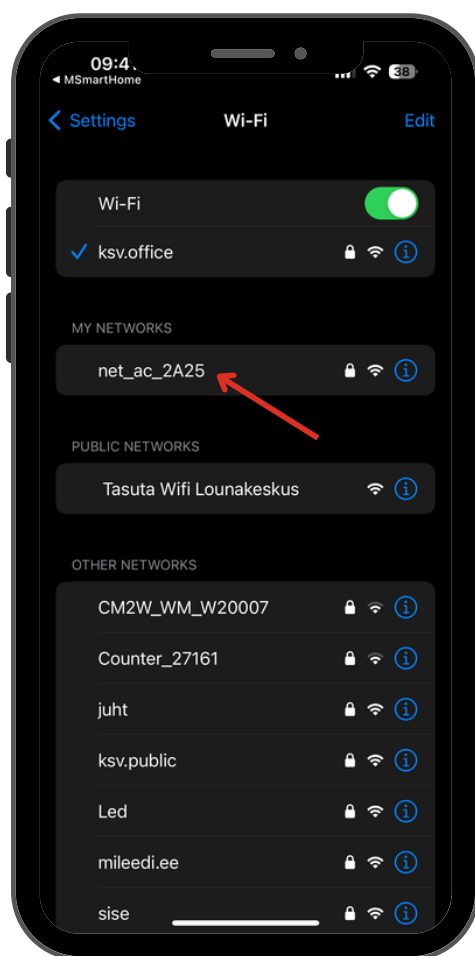 09:4
MSmartHome
38
Settings
Wi-Fi
Edit
Wi-Fi
ksv.office
MY NETWORKS
net_ac_2A25
PUBLIC NETWORKS
Tasuta Wifi Lounakeskus
OTHER NETWORKS
CM2W_WM_W20007
Counter_27161
juht
ksv.public
Led
mileedi.ee
sise